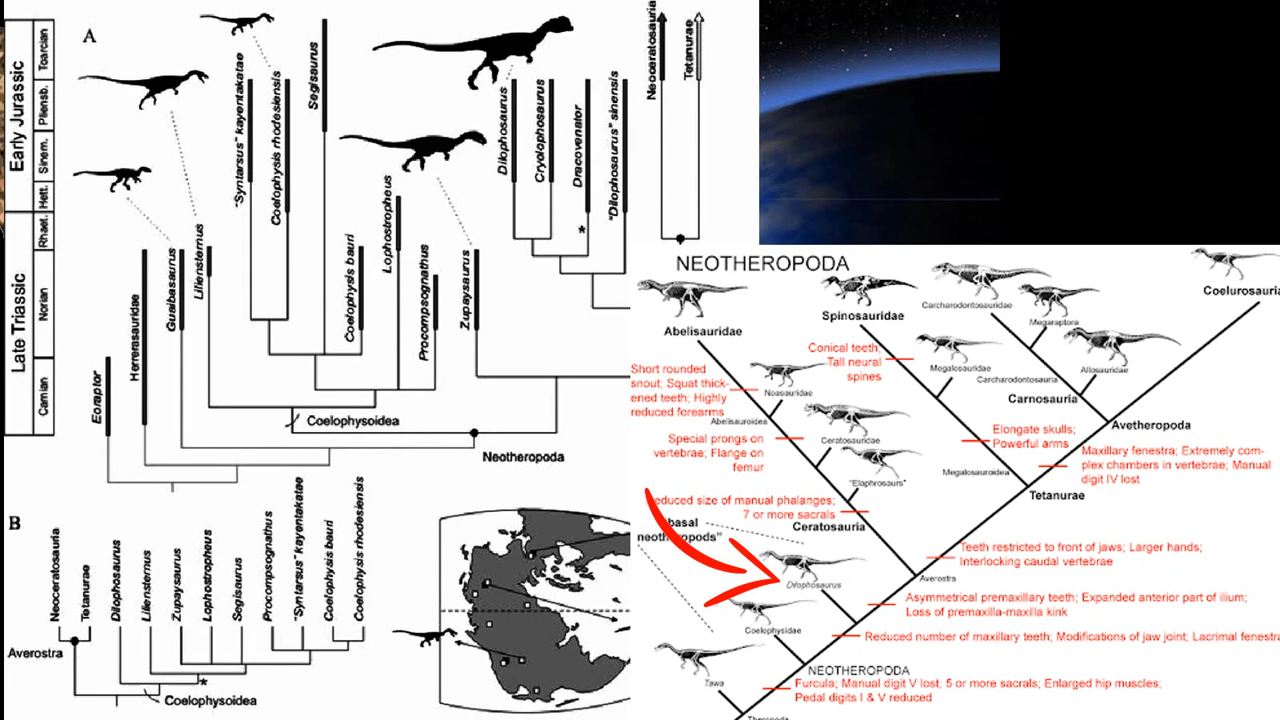 A
Early Jurassic
Late Triassic
Toarcian
Pliensb.
Sinem.
Hett.
Rhaet.
Norian
Carnian
Eoraptor
Herrerasauridae
Guaibasaurus
Liliensternus
"Syntarsus" kayentakatae
Coelophysis rhodesiensis
Segisaurus
Coelophysis bauri
Lophostropheus
Procompsognathus
Zupaysaurus
Dilophosaurus
Cryolophosaurus
Dracovenator
*
"Dilophosaurus" sinensis
Neoceratosauria
Tetanurae
Coelophysoidea
Neotheropoda
B
Neoceratosauria
Tetanurae
Dilophosaurus
Liliensternus
Zupaysaurus
Lophostropheus
Segisaurus
Procompsognathus
"Syntarsus" kayentakatae
Coelophysis bauri
Coelophysis rhodesiensis
Averostra
*
Coelophysoidea
NEOTHEROPODA
Abelisauridae
Spinosauridae
Carcharodontosauridae
Megaraptora
Coelurosauria
Conical teeth;
Tall neural
spines
Megalosauridae
Carcharodontosauria
Allosauridae
Carnosauria
Short rounded
snout; Squat thick-
ened teeth; Highly
reduced forearms
Noasauridae
Abelisauroidea
Ceratosauridae
Avetheropoda
Special prongs on
vertebrae; Flange on
femur
Elongate skulls;
Powerful arms
Maxillary fenestra; Extremely com-
plex chambers in vertebrae; Manual
digit IV lost
Megalosauroidea
"Elaphrosaurs"
Tetanurae
educed size of manual phalanges;
7 or more sacrals
Ceratosauria
basal
neotheropods"
Teeth restricted to front of jaws; Larger hands;
Interlocking caudal vertebrae
Averostra
Dilophosaurus
Asymmetrical premaxillary teeth; Expanded anterior part of ilium;
Loss of premaxilla-maxilla kink
Coelophysidae
Reduced number of maxillary teeth; Modifications of jaw joint; Lacrimal fenestra
NEOTHEROPODA
Tawa
Furcula; Manual digit V lost; 5 or more sacrals; Enlarged hip muscles;
Pedal digits I & V reduced
Theropoda